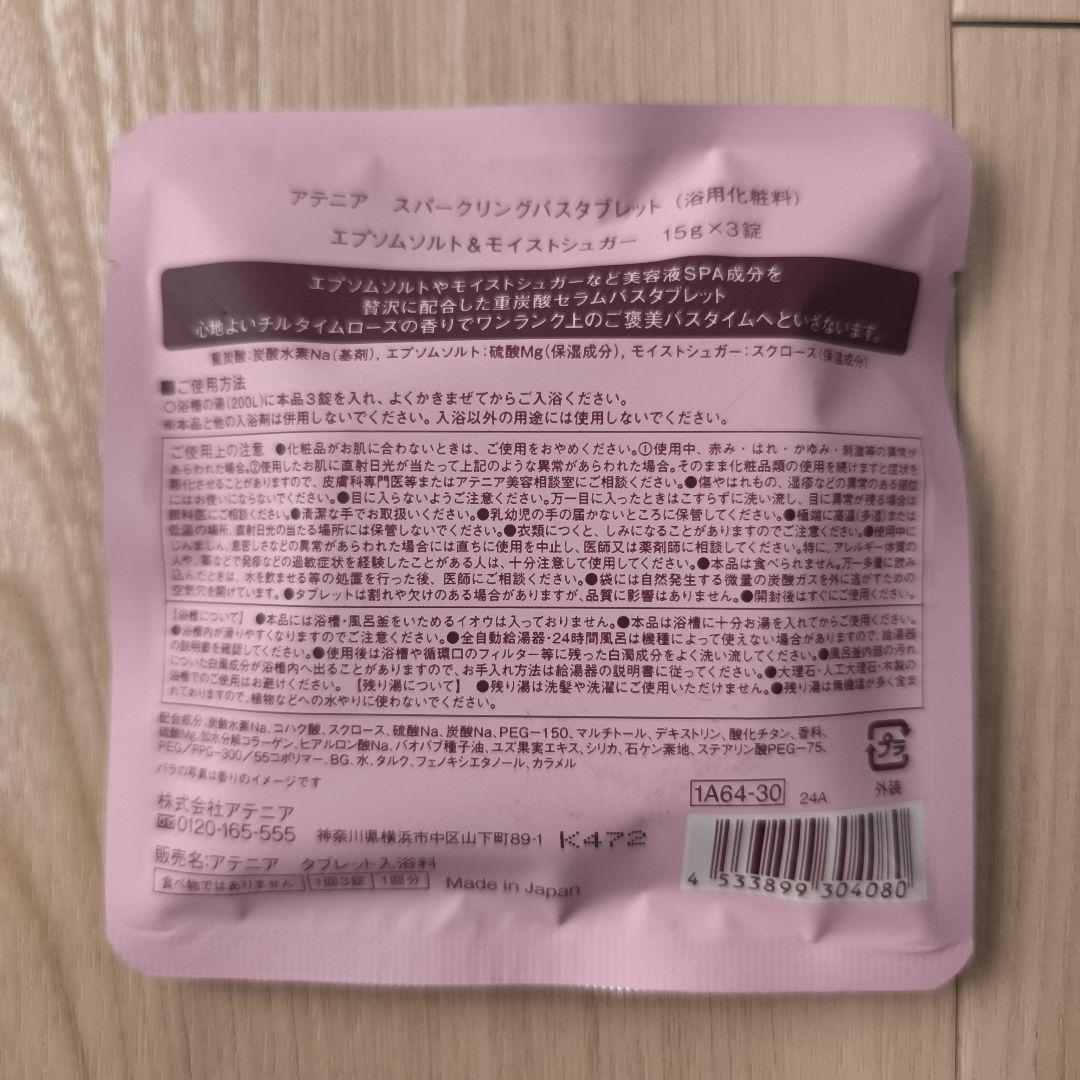 アテニア　スパークリングバスタブレット（浴用化粧料）
エプソムソルト＆モイストシュガー　15g×3錠
エプソムソルトやモイストシュガーなど美容液SPA成分を
贅沢に配合した重炭酸セラムバスタブレット
心地よいチルタイムローズの香りでワンランク上のご褒美バスタイムへといざないます。
重炭酸：炭酸水素Na（基剤），エプソムソルト：硫酸Mg（保湿成分），モイストシュガー：スクロース（保湿成分）
■ご使用方法
○浴槽の湯（200L）に本品3錠を入れ、よくかきまぜてからご入浴ください。
※本品と他の入浴剤は併用しないでください。入浴以外の用途には使用しないでください。
ご使用上の注意　●化粧品がお肌に合わないときは、ご使用をおやめください。①使用中、赤み・はれ・かゆみ・刺激等の異常が
あらわれた場合。②使用したお肌に直射日光が当たって上記のような異常があらわれた場合。そのまま化粧品類の使用を続けますと症状を
悪化させることがありますので、皮膚科専門医等またはアテニア美容相談室にご相談ください。●傷やはれもの、湿疹などの異常のある部位
にはお使いにならないでください。●目に入らないようご注意ください。万一目に入ったときはこすらずに洗い流し、目に異常が残る場合は
眼科医にご相談ください。●清潔な手でお取扱いください。●乳幼児の手の届かないところに保管してください。●極端に高温（多湿）または
低温の場所、直射日光の当たる場所には保管しないでください。●衣類につくと、しみになることがありますのでご注意ください。●使用中に
じんましん、息苦しさなどの異常があらわれた場合には直ちに使用を中止し、医師又は薬剤師に相談してください。特に、アレルギー体質の
人や、薬などで発疹などの過敏症状を経験したことがある人は、十分注意して使用してください。●本品は食べられません。万一多量に飲み
込んだときは、水を飲ませる等の処置を行った後、医師にご相談ください。●袋には自然発生する微量の炭酸ガスを外に逃がすための
空気穴を開けています。●タブレットは割れや欠けのある場合がありますが、品質に影響はありません。●開封後はすぐにご使用ください。
【浴槽について】　●本品には浴槽・風呂釜をいためるイオウは入っておりません。●本品は浴槽に十分お湯を入れてからご使用ください。
●浴槽内が滑りやすくなりますのでご注意ください。●全自動給湯器・24時間風呂は機種によって使えない場合がありますので、給湯器
の説明書を確認してください。●使用後は浴槽や循環口のフィルター等に残った白濁成分をよく洗い流してください。●風呂釜内部の汚れ
についた白濁成分が浴槽内へ出ることがありますので、お手入れ方法は給湯器の説明書に従ってください。●大理石・人工大理石・木製の
浴槽でのご使用はお避けください。【残り湯について】　●残り湯は洗髪や洗濯にご使用いただけません。●残り湯は無機塩が多く含ま
れておりますので、植物などへの水やりに使わないでください。
配合成分：炭酸水素Na、コハク酸、スクロース、硫酸Na、炭酸Na、PEG－150、マルチトール、デキストリン、酸化チタン、香料、
硫酸Mg、加水分解コラーゲン、ヒアルロン酸Na、バオバブ種子油、ユズ果実エキス、シリカ、石ケン素地、ステアリン酸PEG－75、
PEG／PPG－300／55コポリマー、BG、水、タルク、フェノキシエタノール、カラメル
バラの写真は香りのイメージです
プラ
外装
1A64-30　24A
株式会社アテニア
0120-165-555　神奈川県横浜市中区山下町89-1　K472
販売名：アテニア　タブレット入浴料
食べ物ではありません　1回3錠　1回分　Made in Japan
4 533899 304080